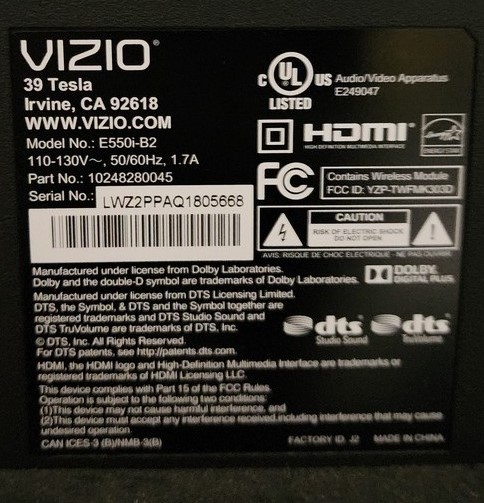 VIZIO®
39 Tesla
Irvine, CA 92618
WWW.VIZIO.COM
Model No.: E550i-B2
110-130V~, 50/60Hz, 1.7A
Part No.: 10248280045
Serial No.: LWZ2PPAQ1805668
C UL US Audio/Video Apparatus
LISTED E249047
HDMI
HIGH DEFINITION MULTIMEDIA INTERFACE
ENERGY STAR
FC Contains Wireless Module
FCC ID: YZP-TWFMK303D
CAUTION
RISK OF ELECTRIC SHOCK
DO NOT OPEN
AVIS: RISQUE DE CHOC ELECTRIQUE - NE PAS OUVRIR
Manufactured under license from Dolby Laboratories.
Dolby and the double-D symbol are trademarks of Dolby Laboratories.
DOLBY
DIGITAL PLUS
Manufactured under license from DTS Licensing Limited.
DTS, the Symbol, & DTS and the Symbol together are
registered trademarks and DTS Studio Sound and
DTS TruVolume are trademarks of DTS, Inc.
© DTS, Inc. All Rights Reserved.
For DTS patents, see http://patents.dts.com.
dts Studio Sound
dts TruVolume
HDMI, the HDMI logo and High-Definition Multimedia Interface are trademarks or
registered trademarks of HDMI Licensing LLC.
This device complies with Part 15 of the FCC Rules.
Operation is subject to the following two conditions:
(1)This device may not cause harmful interference, and
(2)This device must accept any interference received including interference that may cause
undesired operation.
CAN ICES-3 (B)/NMB-3(B)
FACTORY ID. J2 MADE IN CHINA